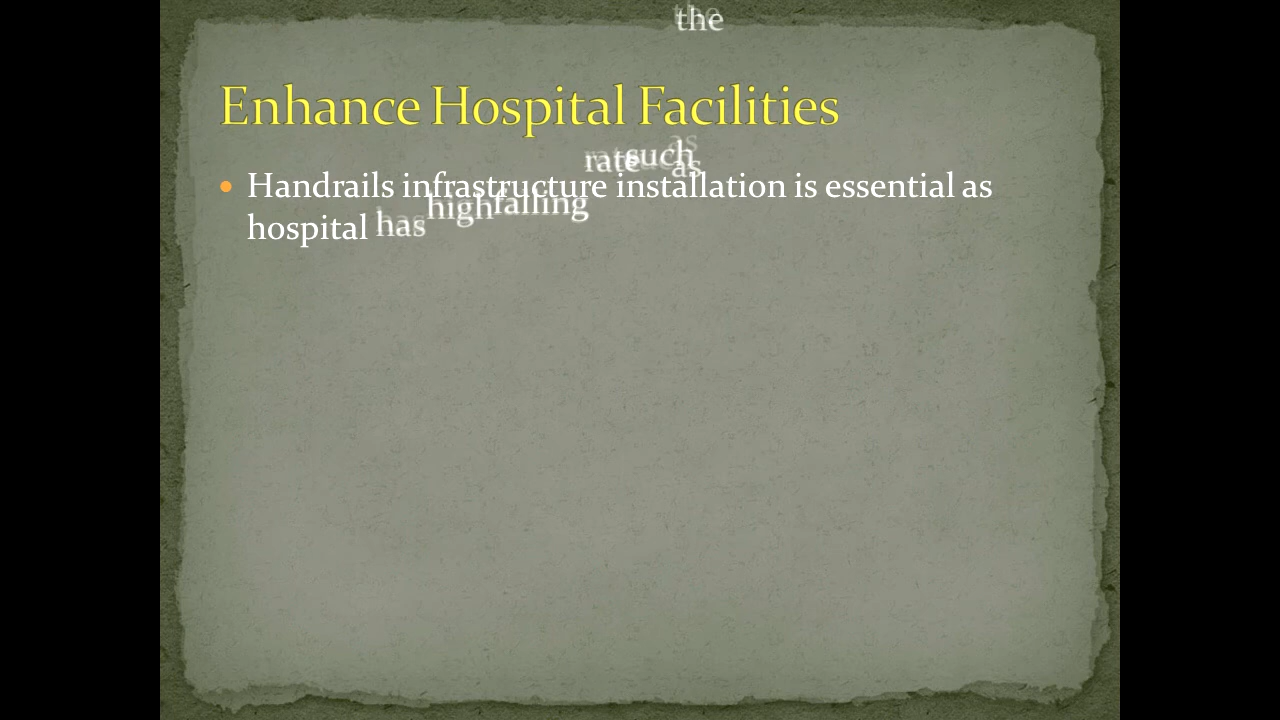 Enhance Hospital Facilities
• Handrails infrastructure installation is essential as
hospital has high falling rate such as the